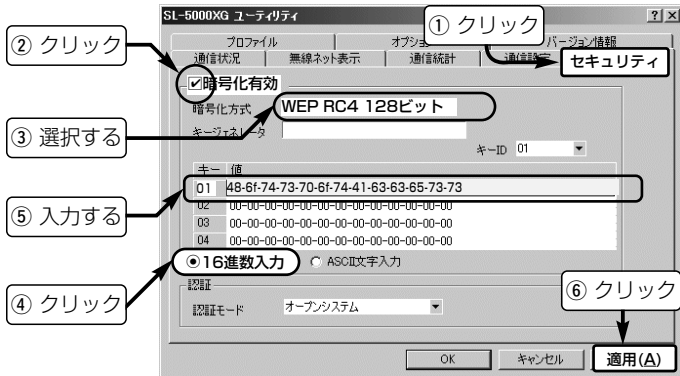 SL-5000XG ユーティリティ
① クリック
② クリック
プロファイル
オプション
バージョン情報
通信状況
無線ネット表示
通信統計
通信設定
セキュリティ
暗号化有効
暗号化方式
WEP RC4 128ビット
③ 選択する
キージェネレータ
キーID 01
キー 値
01 48-6f-74-73-70-6f-74-41-63-63-65-73-73
02 00-00-00-00-00-00-00-00-00-00-00-00-00
03 00-00-00-00-00-00-00-00-00-00-00-00-00
04 00-00-00-00-00-00-00-00-00-00-00-00-00
⑤ 入力する
16進数入力
ASCII文字入力
④ クリック
認証
認証モード
オープンシステム
⑥ クリック
OK
キャンセル
適用(A)